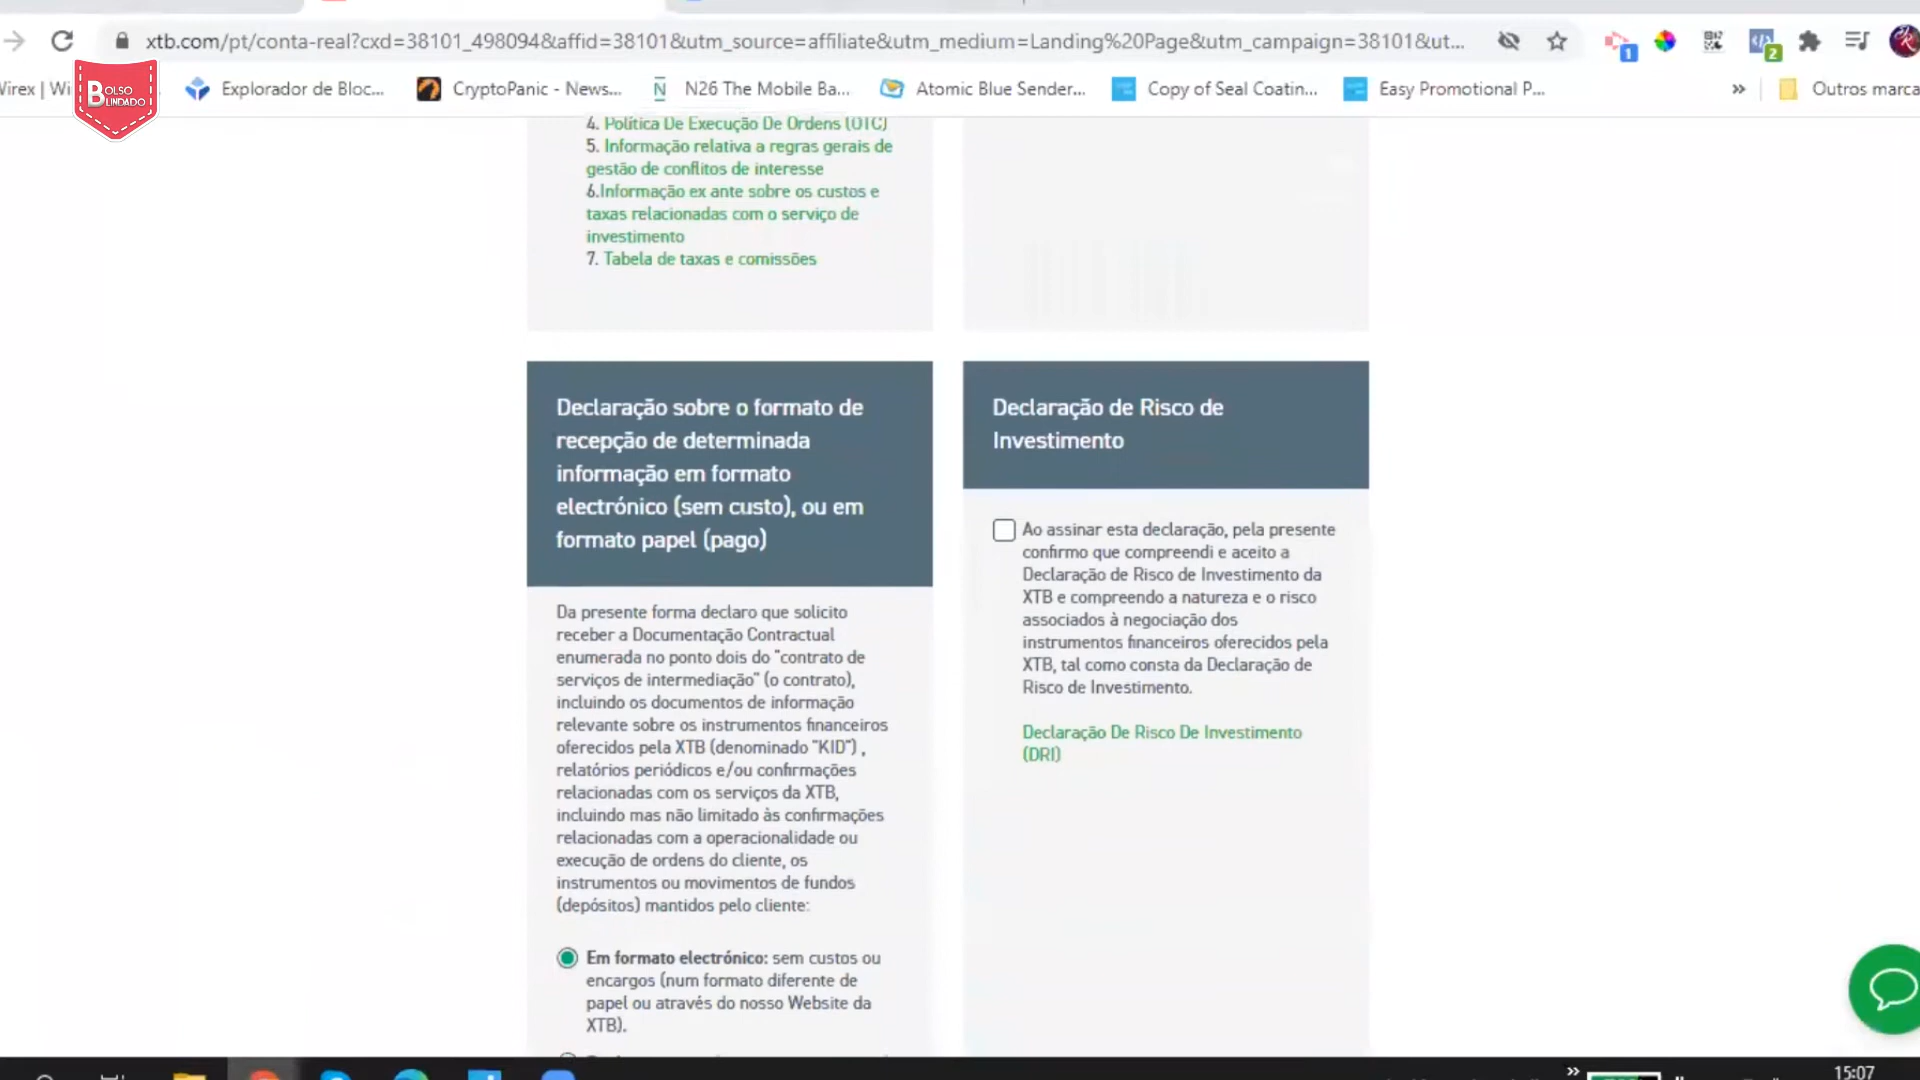 xtb.com/pt/conta-real?cxd=38101_498094&affid=38101&utm_source=affiliate&utm_medium=Landing%20Page&utm_campaign=38101&ut...
1
2
BOLSO
BLINDADO
Explorador de Bloc...
CryptoPanic - News...
N26 The Mobile Ba...
Atomic Blue Sender...
Copy of Seal Coatin...
Easy Promotional P...
»
Outros marca
4. Política De Execução De Ordens (OTC)
5. Informação relativa a regras gerais de
gestão de conflitos de interesse
6.Informação ex ante sobre os custos e
taxas relacionadas com o serviço de
investimento
7. Tabela de taxas e comissões
Declaração sobre o formato de
recepção de determinada
informação em formato
electrónico (sem custo), ou em
formato papel (pago)
Da presente forma declaro que solicito
receber a Documentação Contractual
enumerada no ponto dois do "contrato de
serviços de intermediação" (o contrato),
incluindo os documentos de informação
relevante sobre os instrumentos financeiros
oferecidos pela XTB (denominado "KID") ,
relatórios periódicos e/ou confirmações
relacionadas com os serviços da XTB,
incluindo mas não limitado às confirmações
relacionadas com a operacionalidade ou
execução de ordens do cliente, os
instrumentos ou movimentos de fundos
(depósitos) mantidos pelo cliente:
Em formato electrónico: sem custos ou
encargos (num formato diferente de
papel ou através do nosso Website da
XTB).
Declaração de Risco de
Investimento
Ao assinar esta declaração, pela presente
confirmo que compreendi e aceito a
Declaração de Risco de Investimento da
XTB e compreendo a natureza e o risco
associados à negociação dos
instrumentos financeiros oferecidos pela
XTB, tal como consta da Declaração de
Risco de Investimento.
Declaração De Risco De Investimento
(DRI)
15:07